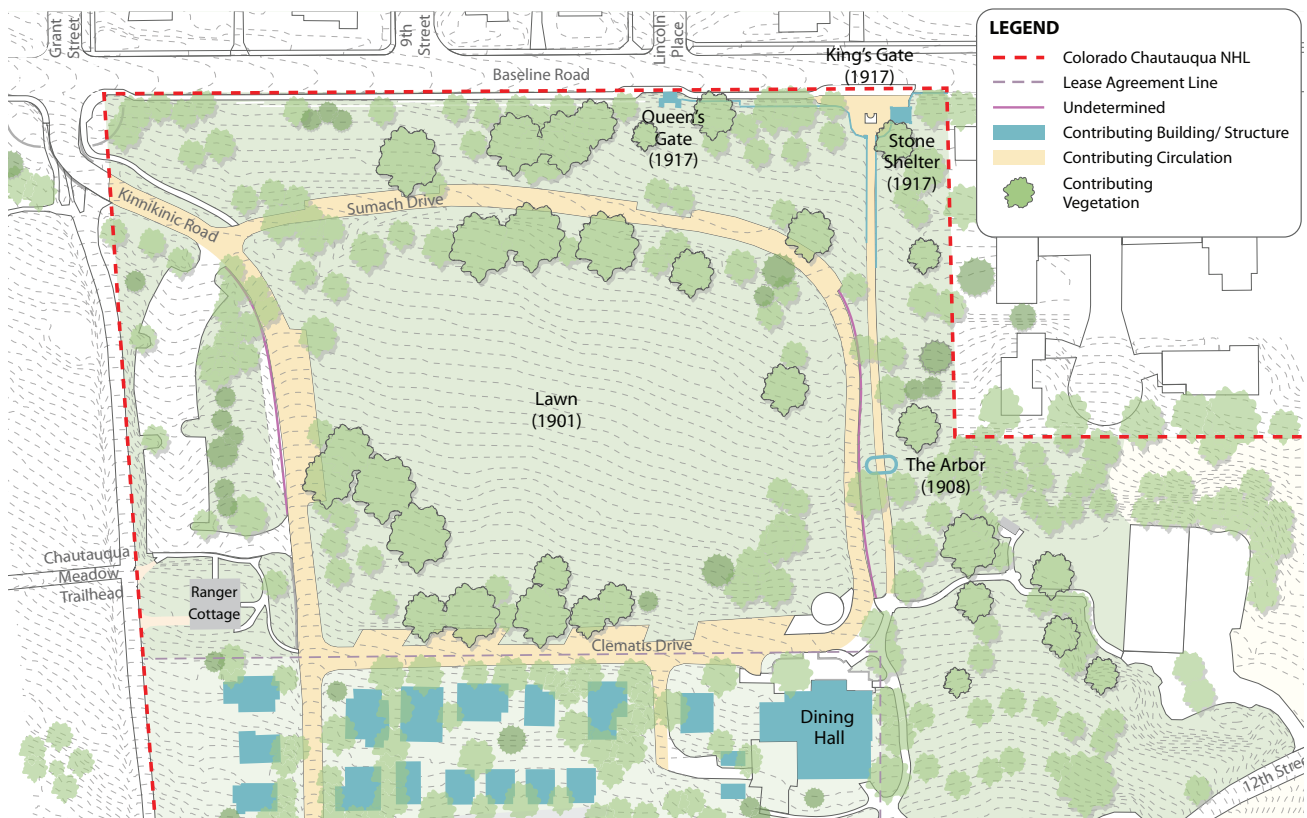 Grant
Street
9th
Street
Lincoln
Place
Baseline Road
King's Gate
(1917)
LEGEND
Colorado Chautauqua NHL
Lease Agreement Line
Undetermined
Contributing Building/ Structure
Contributing Circulation
Contributing
Vegetation
Queen's
Gate
(1917)
Stone
Shelter
(1917)
Kinnikinic Road
Sumach Drive
Lawn
(1901)
The Arbor
(1908)
Chautauqua
Meadow
Trailhead
Ranger
Cottage
Clematis Drive
Dining
Hall
12th Stree